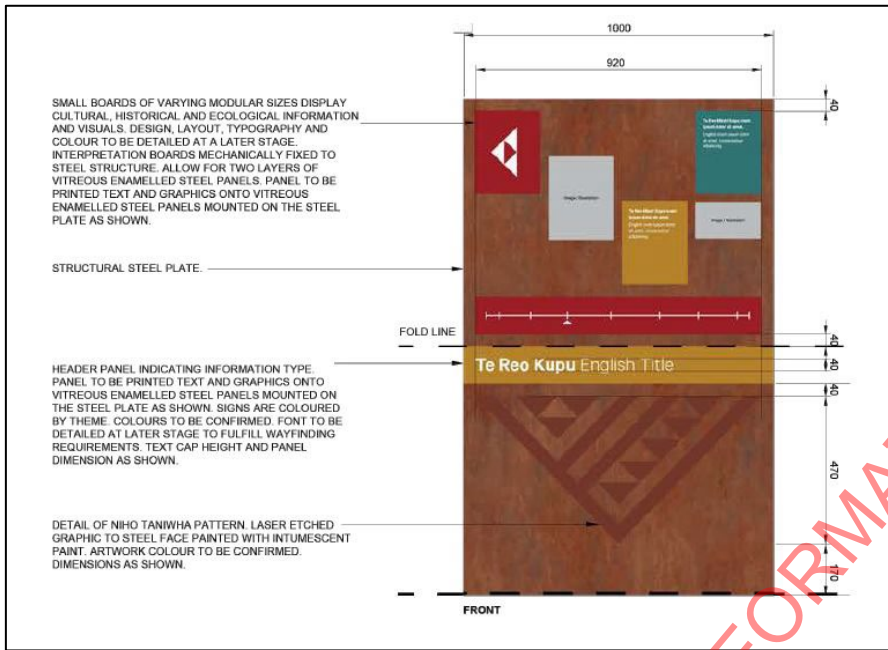 1000
920
SMALL BOARDS OF VARYING MODULAR SIZES DISPLAY
CULTURAL, HISTORICAL AND ECOLOGICAL INFORMATION
AND VISUALS. DESIGN, LAYOUT, TYPOGRAPHY AND
COLOUR TO BE DETAILED AT A LATER STAGE.
INTERPRETATION BOARDS MECHANICALLY FIXED TO
STEEL STRUCTURE. ALLOW FOR TWO LAYERS OF
VITREOUS ENAMELLED STEEL PANELS. PANEL TO BE
PRINTED TEXT AND GRAPHICS ONTO VITREOUS
ENAMELLED STEEL PANELS MOUNTED ON THE STEEL
PLATE AS SHOWN.
40
Image / Illustration
Image / Illustration
STRUCTURAL STEEL PLATE.
FOLD LINE
40
HEADER PANEL INDICATING INFORMATION TYPE.
PANEL TO BE PRINTED TEXT AND GRAPHICS ONTO
VITREOUS ENAMELLED STEEL PANELS MOUNTED ON
THE STEEL PLATE AS SHOWN. SIGNS ARE COLOURED
BY THEME. COLOURS TO BE CONFIRMED. FONT TO BE
DETAILED AT LATER STAGE TO FULFILL WAYFINDING
REQUIREMENTS. TEXT CAP HEIGHT AND PANEL
DIMENSION AS SHOWN.
Te Reo Kupu English Title
40
40
40
470
DETAIL OF NIHO TANIWHA PATTERN. LASER ETCHED
GRAPHIC TO STEEL FACE PAINTED WITH INTUMESCENT
PAINT. ARTWORK COLOUR TO BE CONFIRMED.
DIMENSIONS AS SHOWN.
170
FRONT